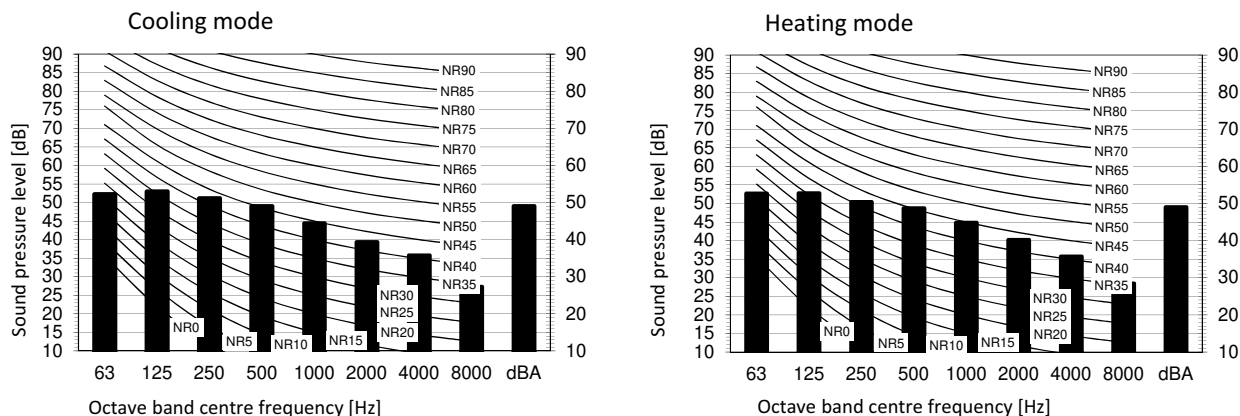 Cooling mode
90
85
80
75
70
65
60
55
50
45
40
35
30
25
20
15
10
Sound pressure level [dB]
NR90
NR85
NR80
NR75
NR70
NR65
NR60
NR55
NR50
NR45
NR40
NR35
NR30
NR25
NR20
NR15
NR10
NR5
NR0
90
70
60
50
40
30
20
10
63 125 250 500 1000 2000 4000 8000 dBA
Octave band centre frequency [Hz]
Heating mode
90
85
80
75
70
65
60
55
50
45
40
35
30
25
20
15
10
Sound pressure level [dB]
NR90
NR85
NR80
NR75
NR70
NR65
NR60
NR55
NR50
NR45
NR40
NR35
NR30
NR25
NR20
NR15
NR10
NR5
NR0
90
80
70
60
50
40
30
20
10
63 125 250 500 1000 2000 4000 8000 dBA
Octave band centre frequency [Hz]